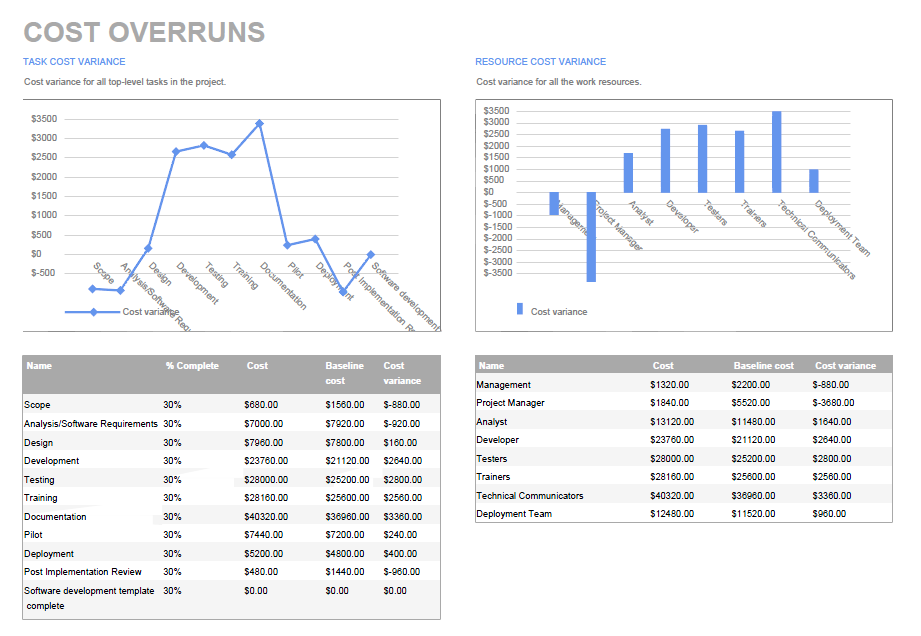 COST OVERRUNS
TASK COST VARIANCE
Cost variance for all top-level tasks in the project.
$3500
$3000
$2500
$2000
$1500
$1000
$500
$0
$-500
Scope
Analysis/Software Requ
Design
Development
Testing
Training
Documentation
Pilot
Deployment
Post Implementation Re
Software development
Cost variance
RESOURCE COST VARIANCE
Cost variance for all the work resources.
$3500
$3000
$2500
$2000
$1500
$1000
$500
$0
$-500
$-1000
$-1500
$-2000
$-2500
$-3000
$-3500
Management
Project Manager
Analyst
Developer
Testers
Trainers
Technical Communicators
Deployment Team
Cost variance
Name % Complete Cost Baseline cost Cost variance
Scope 30% $680.00 $1560.00 $-880.00
Analysis/Software Requirements 30% $7000.00 $7920.00 $-920.00
Design 30% $7960.00 $7800.00 $160.00
Development 30% $23760.00 $21120.00 $2640.00
Testing 30% $28000.00 $25200.00 $2800.00
Training 30% $28160.00 $25600.00 $2560.00
Documentation 30% $40320.00 $36960.00 $3360.00
Pilot 30% $7440.00 $7200.00 $240.00
Deployment 30% $5200.00 $4800.00 $400.00
Post Implementation Review 30% $480.00 $1440.00 $-960.00
Software development template 30% $0.00 $0.00 $0.00
complete
Name Cost Baseline cost Cost variance
Management $1320.00 $2200.00 $-880.00
Project Manager $1840.00 $5520.00 $-3680.00
Analyst $13120.00 $11480.00 $1640.00
Developer $23760.00 $21120.00 $2640.00
Testers $28000.00 $25200.00 $2800.00
Trainers $28160.00 $25600.00 $2560.00
Technical Communicators $40320.00 $36960.00 $3360.00
Deployment Team $12480.00 $11520.00 $960.00